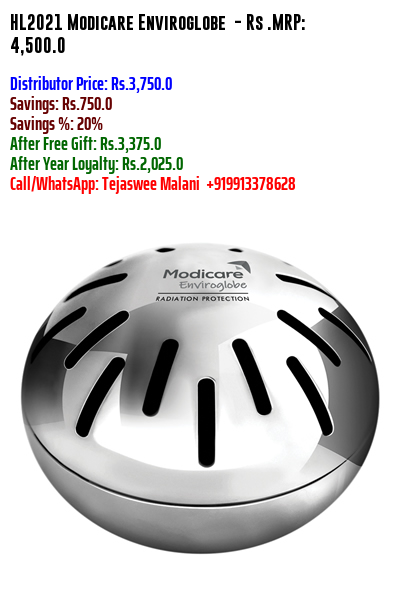 HL2021 Modicare Enviroglobe - Rs .MRP:
4,500.0
Distributor Price: Rs.3,750.0
Savings: Rs.750.0
Savings %: 20%
After Free Gift: Rs.3,375.0
After Year Loyalty: Rs.2,025.0
Call/WhatsApp: Tejaswee Malani +919913378628
Modicare
Enviroglobe
RADIATION PROTECTION